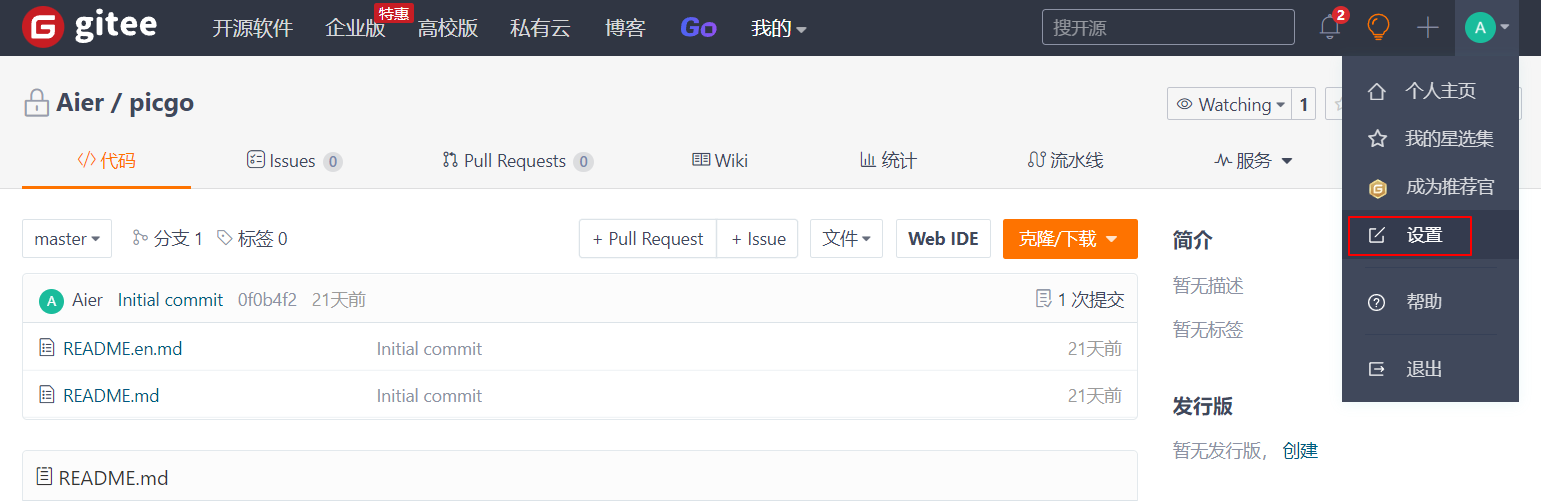 gitee 开源软件 企业版 特惠 高校版 私有云 博客 Go 我的 搜开源 2 A
Aier / picgo Watching 1
代码 Issues 0 Pull Requests 0 Wiki 统计 流水线 服务
master 分支 1 标签 0 + Pull Request + Issue 文件 Web IDE 克隆/下载
A Aier Initial commit 0f0b4f2 21天前 1 次提交
README.en.md Initial commit 21天前
README.md Initial commit 21天前
README.md
简介
暂无描述
暂无标签
发行版
暂无发行版， 创建
个人主页
我的星选集
成为推荐官
设置
帮助
退出